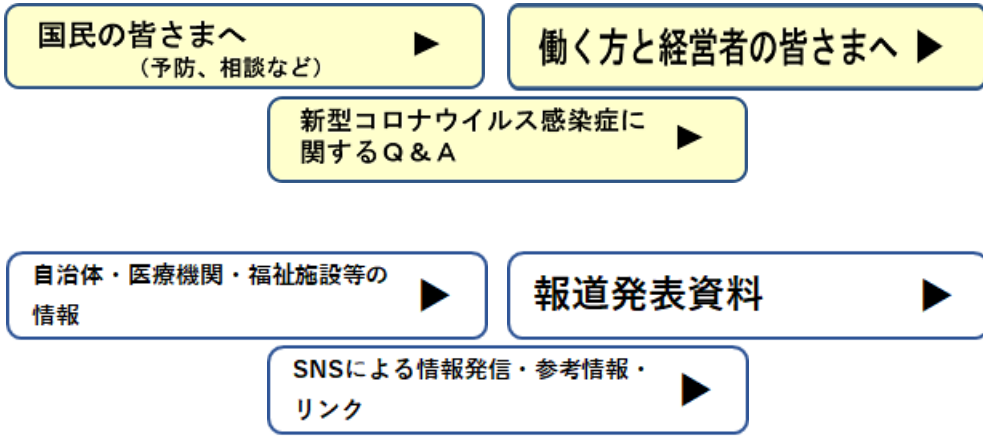 国民の皆さまへ ▶
（予防、相談など）
働く方と経営者の皆さまへ ▶
新型コロナウイルス感染症に
関するＱ＆Ａ ▶
自治体・医療機関・福祉施設等の
情報 ▶
報道発表資料 ▶
SNSによる情報発信・参考情報・
リンク ▶